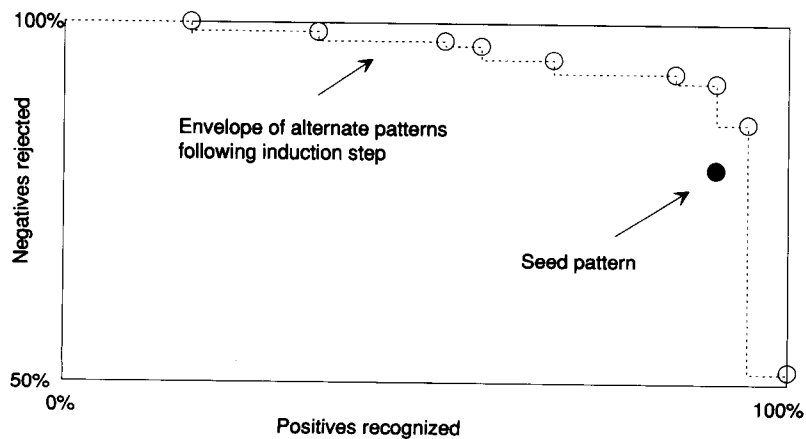 100%
Negatives rejected
Envelope of alternate patterns
following induction step
Seed pattern
50%
0%
100%
Positives recognized